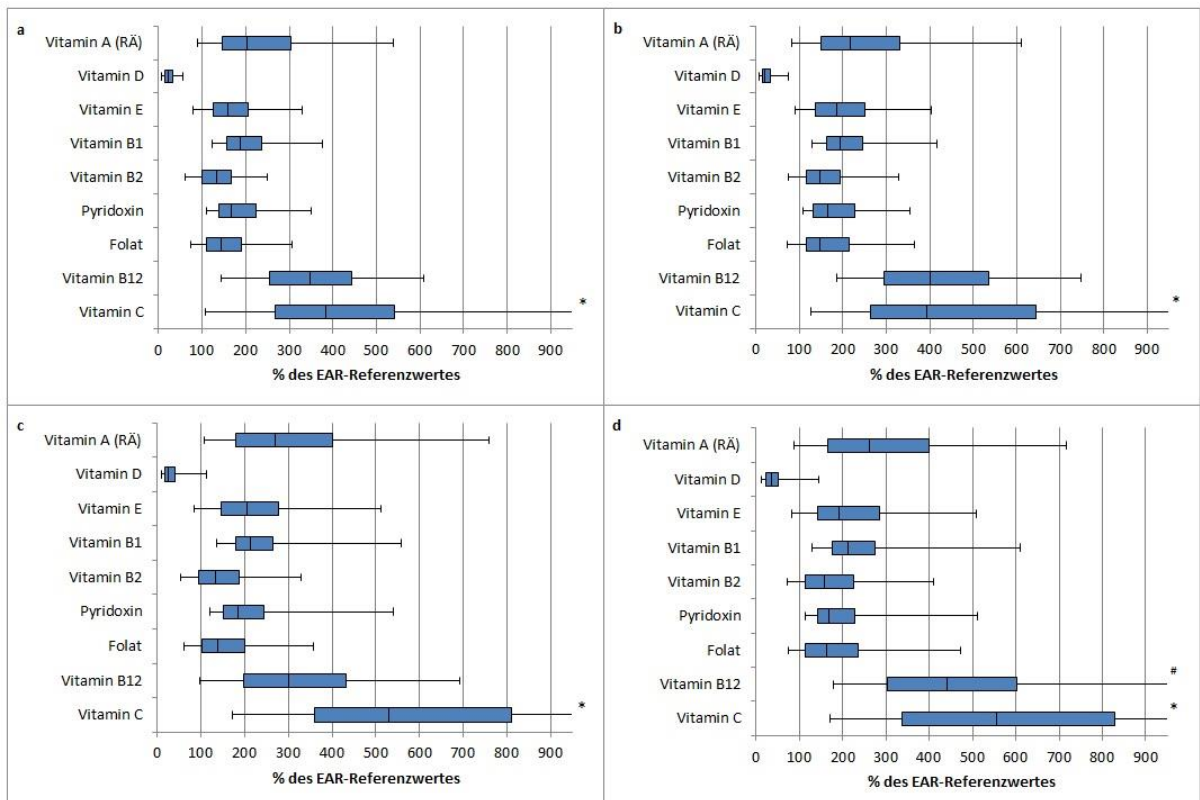 a
Vitamin A (RÄ)
Vitamin D
Vitamin E
Vitamin B1
Vitamin B2
Pyridoxin
Folat
Vitamin B12
Vitamin C
*
0 100 200 300 400 500 600 700 800 900
% des EAR-Referenzwertes
b
Vitamin A (RÄ)
Vitamin D
Vitamin E
Vitamin B1
Vitamin B2
Pyridoxin
Folat
Vitamin B12
Vitamin C
*
0 100 200 300 400 500 600 700 800 900
% des EAR-Referenzwertes
c
Vitamin A (RÄ)
Vitamin D
Vitamin E
Vitamin B1
Vitamin B2
Pyridoxin
Folat
Vitamin B12
Vitamin C
*
0 100 200 300 400 500 600 700 800 900
% des EAR-Referenzwertes
d
Vitamin A (RÄ)
Vitamin D
Vitamin E
Vitamin B1
Vitamin B2
Pyridoxin
Folat
Vitamin B12
#
Vitamin C
*
0 100 200 300 400 500 600 700 800 900
% des EAR-Referenzwertes